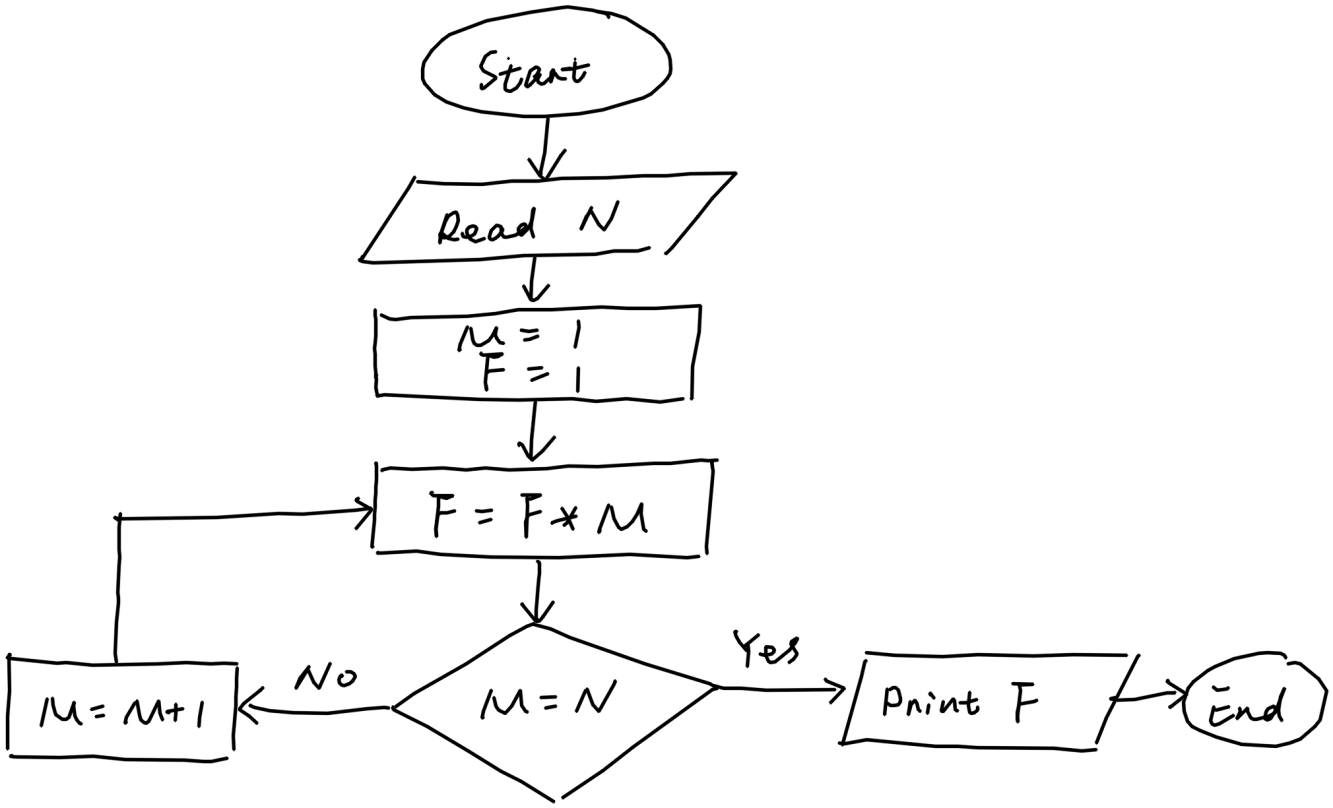 Start
Read N
M = 1
F = 1
F = F * M
M = N
No
M = M + 1
Yes
Print F
End